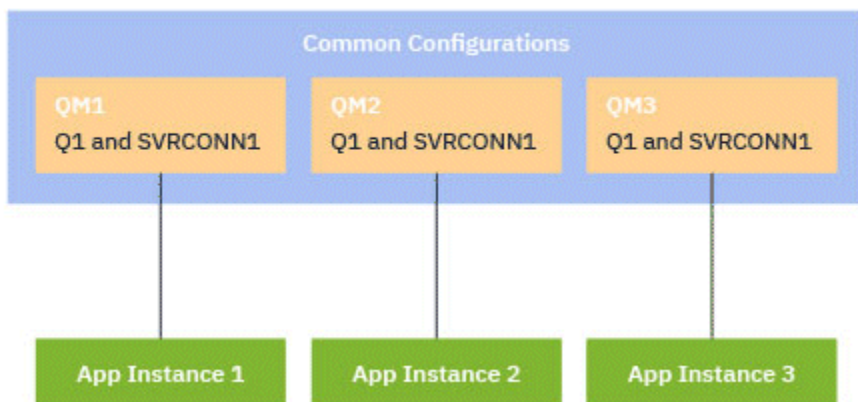 Common Configurations
QM1
Q1 and SVRCONN1
QM2
Q1 and SVRCONN1
QM3
Q1 and SVRCONN1
App Instance 1
App Instance 2
App Instance 3